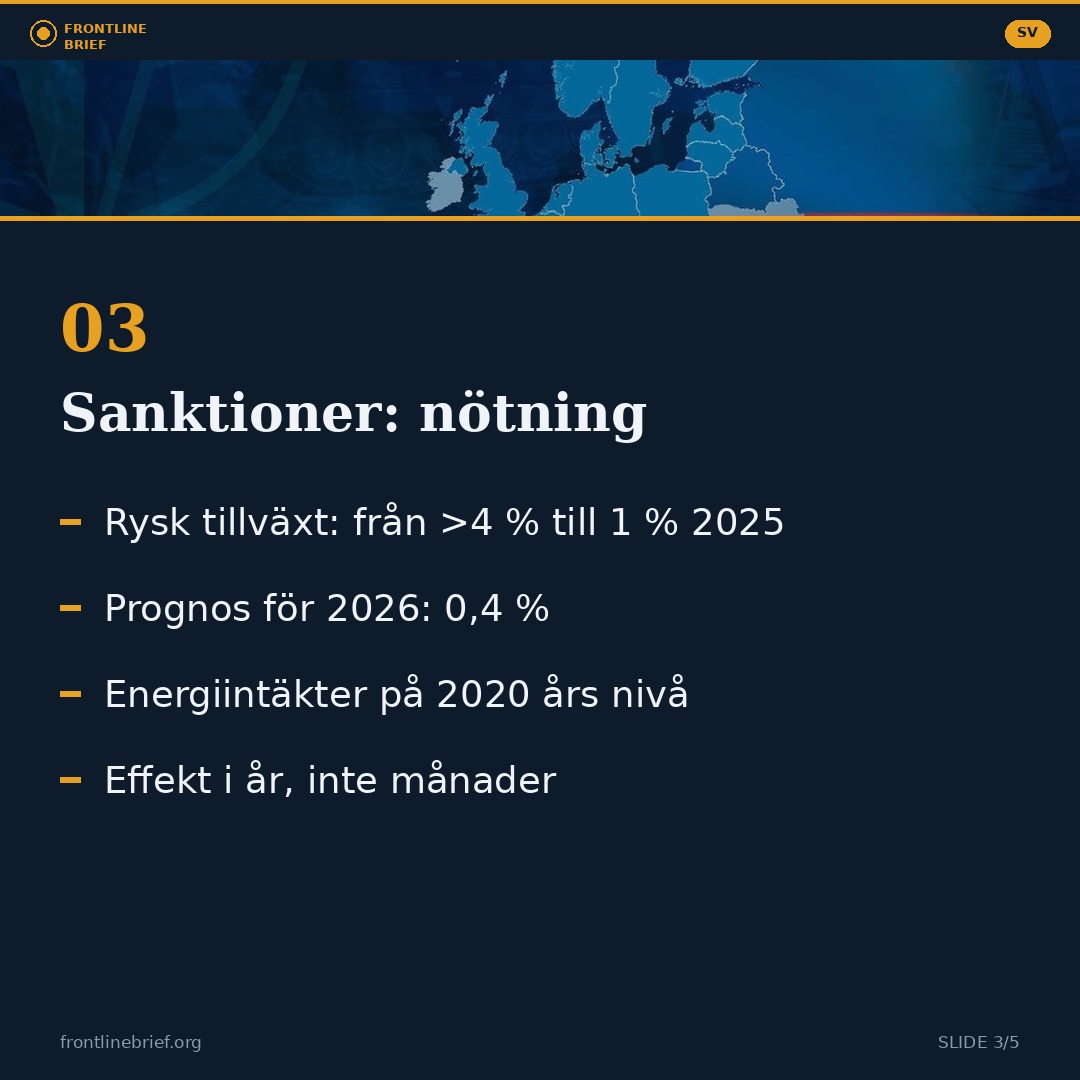 FRONTLINE
BRIEF
SV
03
Sanktioner: nötning
Rysk tillväxt: från >4 % till 1 % 2025
Prognos för 2026: 0,4 %
Energiintäkter på 2020 års nivå
Effekt i år, inte månader
frontlinebrief.org
SLIDE 3/5